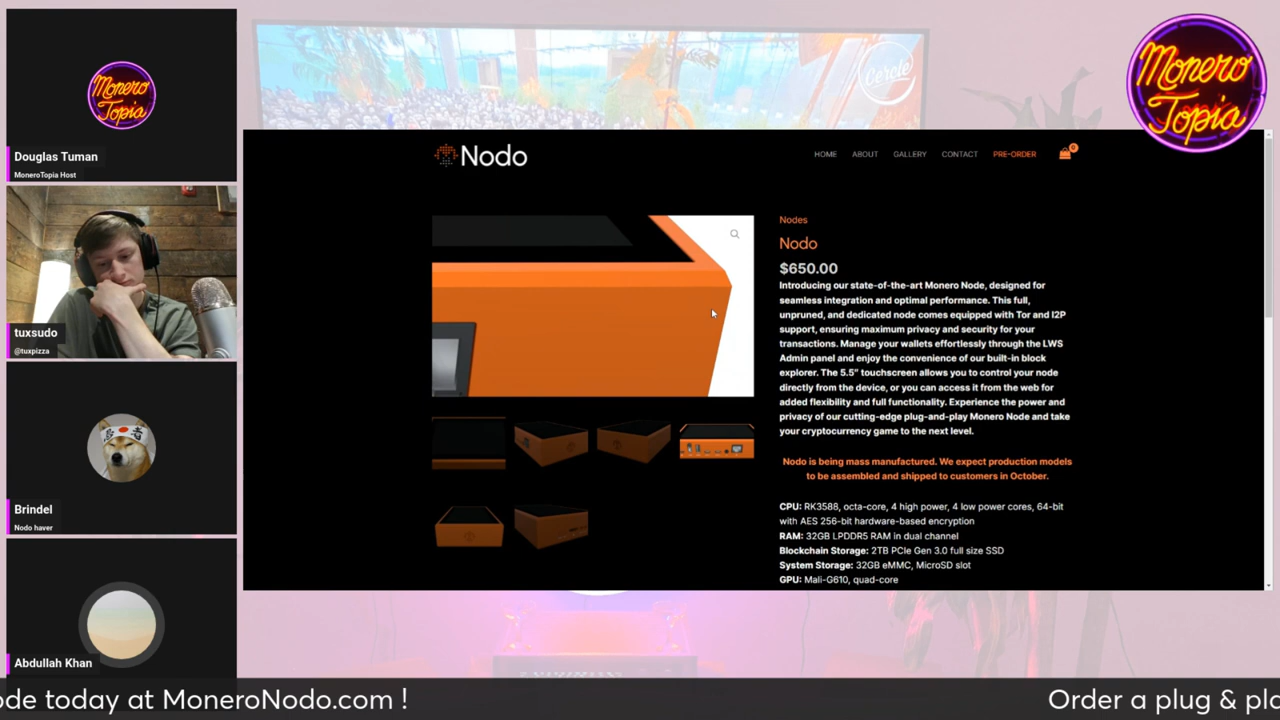 Monero
Topia
Douglas Tuman
MoneroTopia Host
tuxsudo
@tuxpizza
Brindel
Nodo haver
Abdullah Khan
Cercle
Monero
Topia
Nodo
HOME
ABOUT
GALLERY
CONTACT
PRE-ORDER
0
Nodes
Nodo
$650.00
Introducing our state-of-the-art Monero Node, designed for
seamless integration and optimal performance. This full,
unpruned, and dedicated node comes equipped with Tor and I2P
support, ensuring maximum privacy and security for your
transactions. Manage your wallets effortlessly through the LWS
Admin panel and enjoy the convenience of our built-in block
explorer. The 5.5″ touchscreen allows you to control your node
directly from the device, or you can access it from the web for
added flexibility and full functionality. Experience the power and
privacy of our cutting-edge plug-and-play Monero Node and take
your cryptocurrency game to the next level.
Nodo is being mass manufactured. We expect production models
to be assembled and shipped to customers in October.
CPU: RK3588, octa-core, 4 high power, 4 low power cores, 64-bit
with AES 256-bit hardware-based encryption
RAM: 32GB LPDDR5 RAM in dual channel
Blockchain Storage: 2TB PCIe Gen 3.0 full size SSD
System Storage: 32GB eMMC, MicroSD slot
GPU: Mali-G610, quad-core
ode today at MoneroNodo.com !
Order a plug & pla